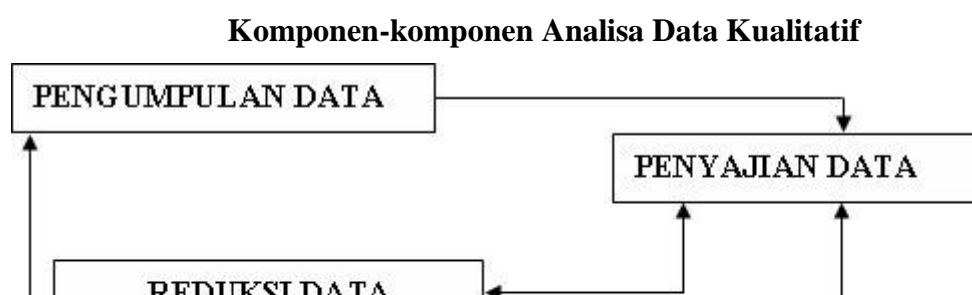 Komponen-komponen Analisa Data Kualitatif
PENGUMPULAN DATA
PENYAJIAN DATA
REDUKSI DATA